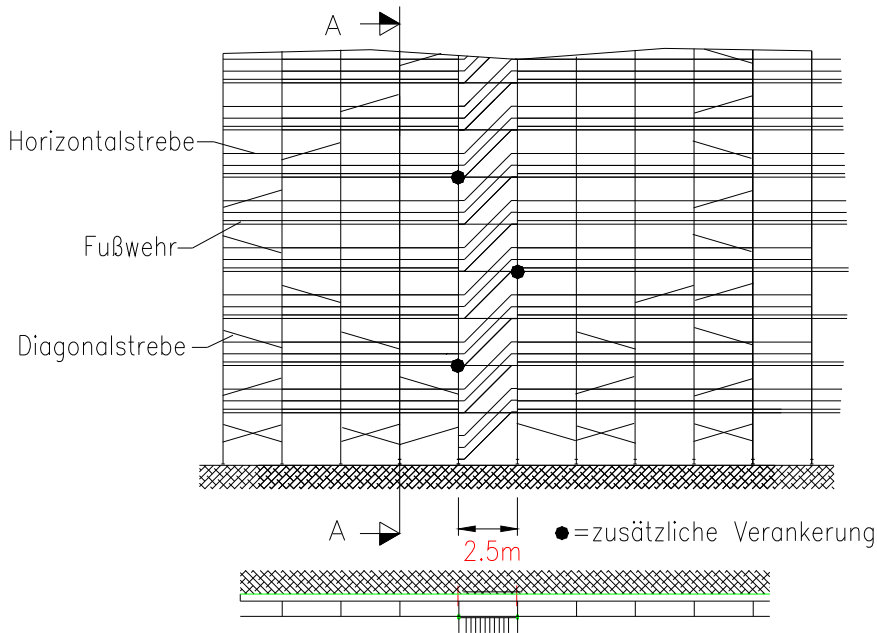 A
Horizontalstrebe
Fußwehr
Diagonalstrebe
A
=zusätzliche Verankerung
2.5m